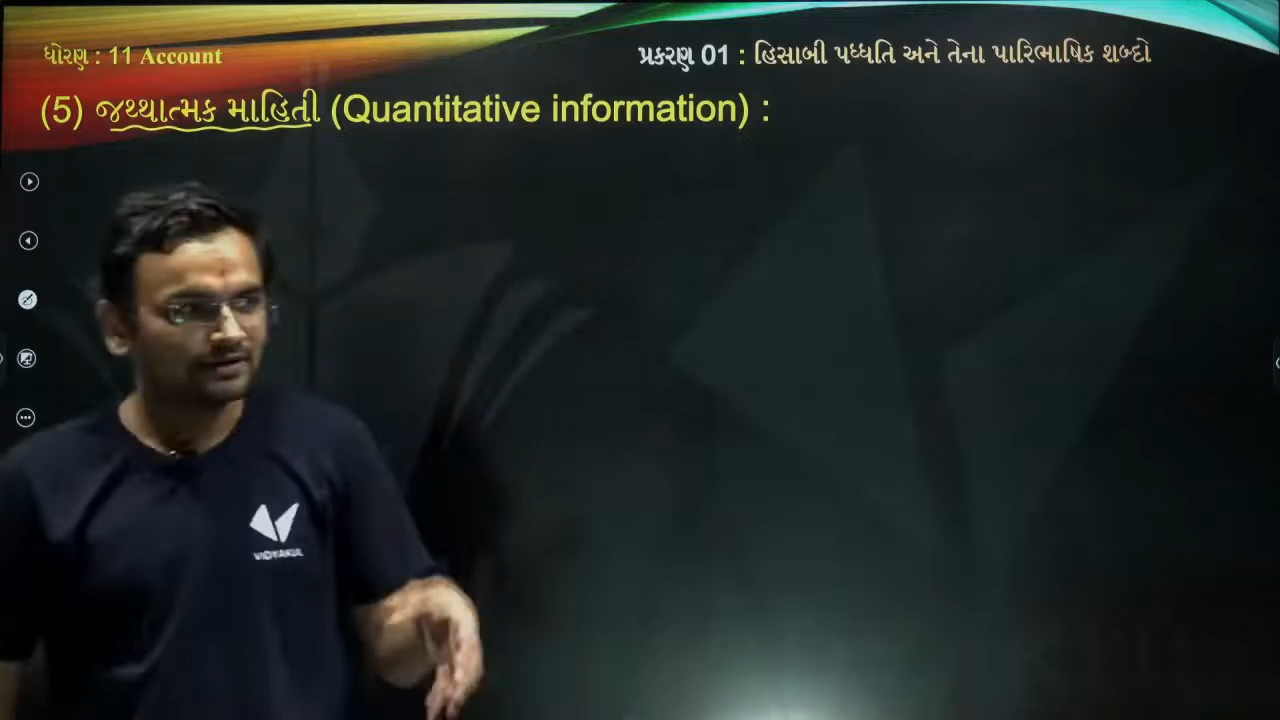 ધોરણ : 11 Account
પ્રકરણ 01 : હિસાબી પધ્ધતિ અને તેના પારિભાષિક શબ્દો
(5) જથ્થાત્મક માહિતી (Quantitative information) :
VIDYAKUL